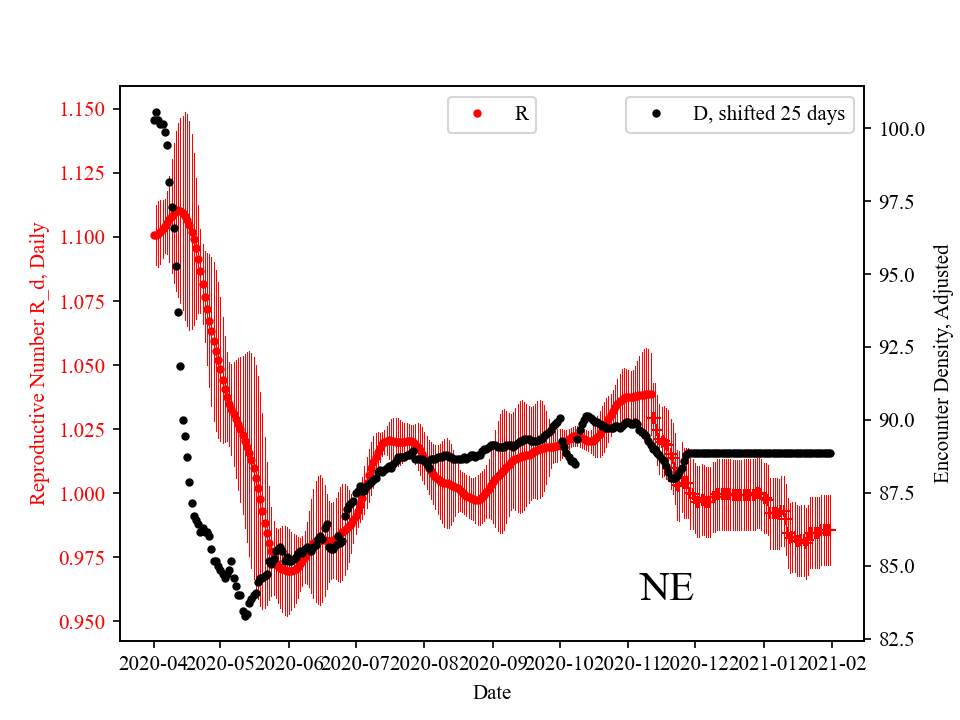 R
D, shifted 25 days
1.150
1.125
1.100
1.075
1.050
1.025
1.000
0.975
0.950
Reproductive Number R_d, Daily
100.0
97.5
95.0
92.5
90.0
87.5
85.0
82.5
Encounter Density, Adjusted
NE
2020-04 2020-05 2020-06 2020-07 2020-08 2020-09 2020-10 2020-11 2020-12 2021-01 2021-02
Date